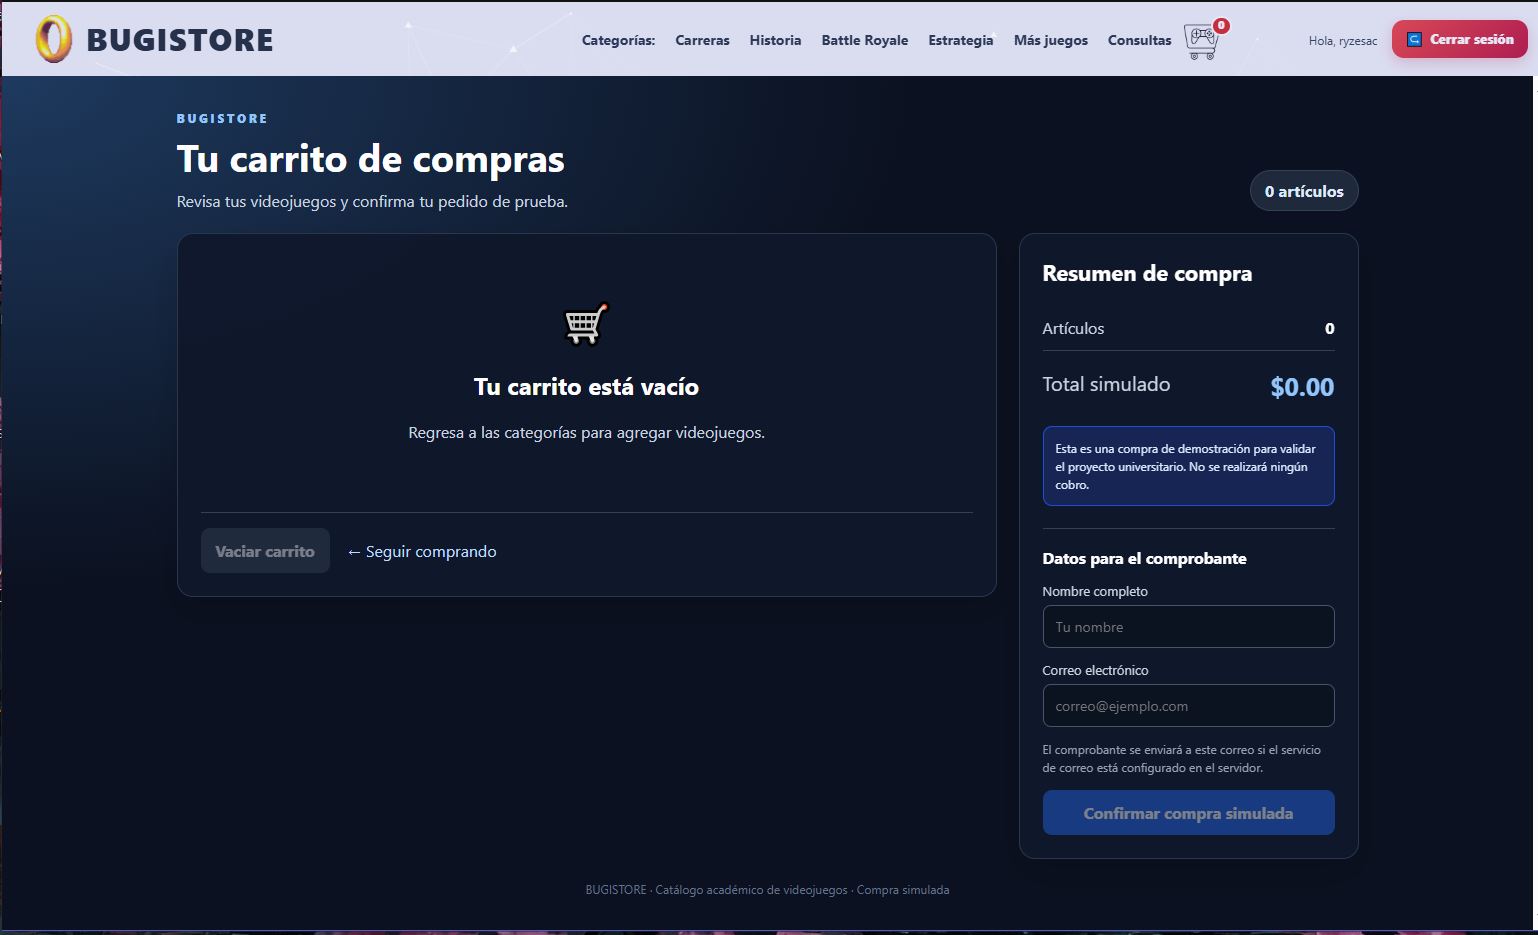 BUGISTORE
Categorías: Carreras Historia Battle Royale Estrategia Más juegos Consultas 0 Hola, ryzesac Cerrar sesión
BUGISTORE
Tu carrito de compras
Revisa tus videojuegos y confirma tu pedido de prueba.
0 artículos
Tu carrito está vacío
Regresa a las categorías para agregar videojuegos.
Vaciar carrito ← Seguir comprando
Resumen de compra
Artículos 0
Total simulado $0.00
Esta es una compra de demostración para validar
el proyecto universitario. No se realizará ningún
cobro.
Datos para el comprobante
Nombre completo
Tu nombre
Correo electrónico
correo@ejemplo.com
El comprobante se enviará a este correo si el servicio
de correo está configurado en el servidor.
Confirmar compra simulada
BUGISTORE · Catálogo académico de videojuegos · Compra simulada